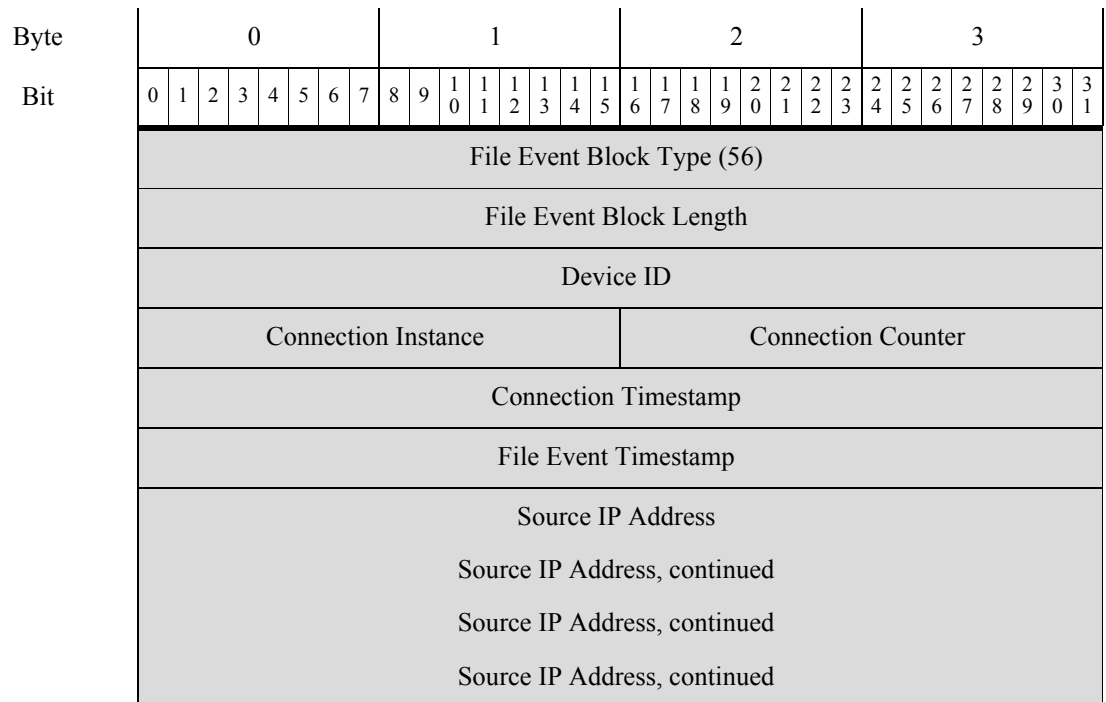 Byte 0 1 2 3
Bit 0 1 2 3 4 5 6 7 8 9 10 11 12 13 14 15 16 17 18 19 20 21 22 23 24 25 26 27 28 29 30 31
File Event Block Type (56)
File Event Block Length
Device ID
Connection Instance Connection Counter
Connection Timestamp
File Event Timestamp
Source IP Address
Source IP Address, continued
Source IP Address, continued
Source IP Address, continued